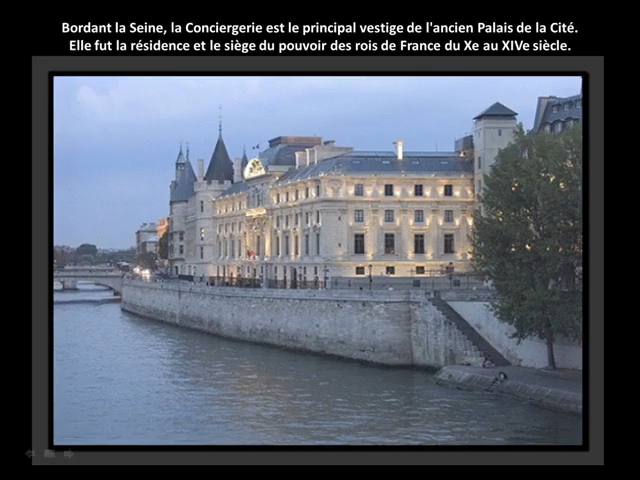 Bordant la Seine, la Conciergerie est le principal vestige de l'ancien Palais de la Cité.
Elle fut la résidence et le siège du pouvoir des rois de France du Xe au XIVe siècle.